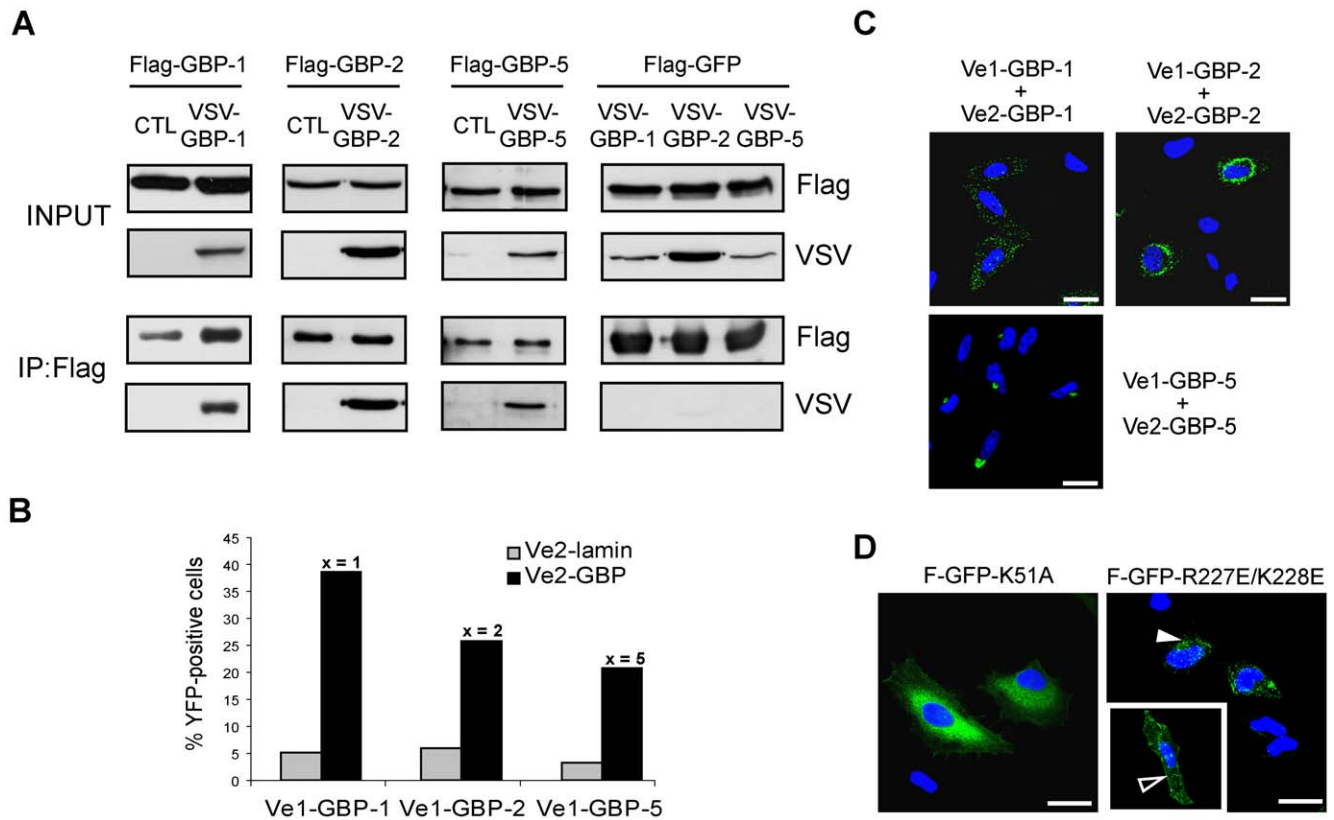 A
Flag-GBP-1 Flag-GBP-2 Flag-GBP-5 Flag-GFP
CTL VSV-GBP-1 CTL VSV-GBP-2 CTL VSV-GBP-5 VSV-GBP-1 VSV-GBP-2 VSV-GBP-5
INPUT
Flag
VSV
IP:Flag
Flag
VSV
B
% YFP-positive cells
45
40
35
30
25
20
15
10
5
0
Ve2-lamin
Ve2-GBP
x = 1
x = 2
x = 5
Ve1-GBP-1 Ve1-GBP-2 Ve1-GBP-5
C
Ve1-GBP-1
+
Ve2-GBP-1
Ve1-GBP-2
+
Ve2-GBP-2
Ve1-GBP-5
+
Ve2-GBP-5
D
F-GFP-K51A
F-GFP-R227E/K228E